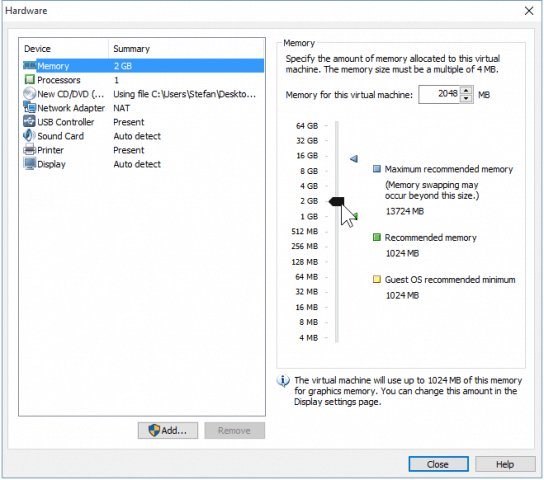 Hardware
Device Summary
Memory 2 GB
Processors 1
New CD/DVD (... Using file C:\Users\Stefan\Deskto...
Network Adapter NAT
USB Controller Present
Sound Card Auto detect
Printer Present
Display Auto detect
Add...
Remove
Memory
Specify the amount of memory allocated to this virtual
machine. The memory size must be a multiple of 4 MB.
Memory for this virtual machine: 2048 MB
64 GB
32 GB
16 GB
8 GB
4 GB
2 GB
1 GB
512 MB
256 MB
128 MB
64 MB
32 MB
16 MB
8 MB
4 MB
Maximum recommended memory
(Memory swapping may
occur beyond this size.)
13724 MB
Recommended memory
1024 MB
Guest OS recommended minimum
1024 MB
The virtual machine will use up to 1024 MB of this memory
for graphics memory. You can change this amount in the
Display settings page.
Close
Help